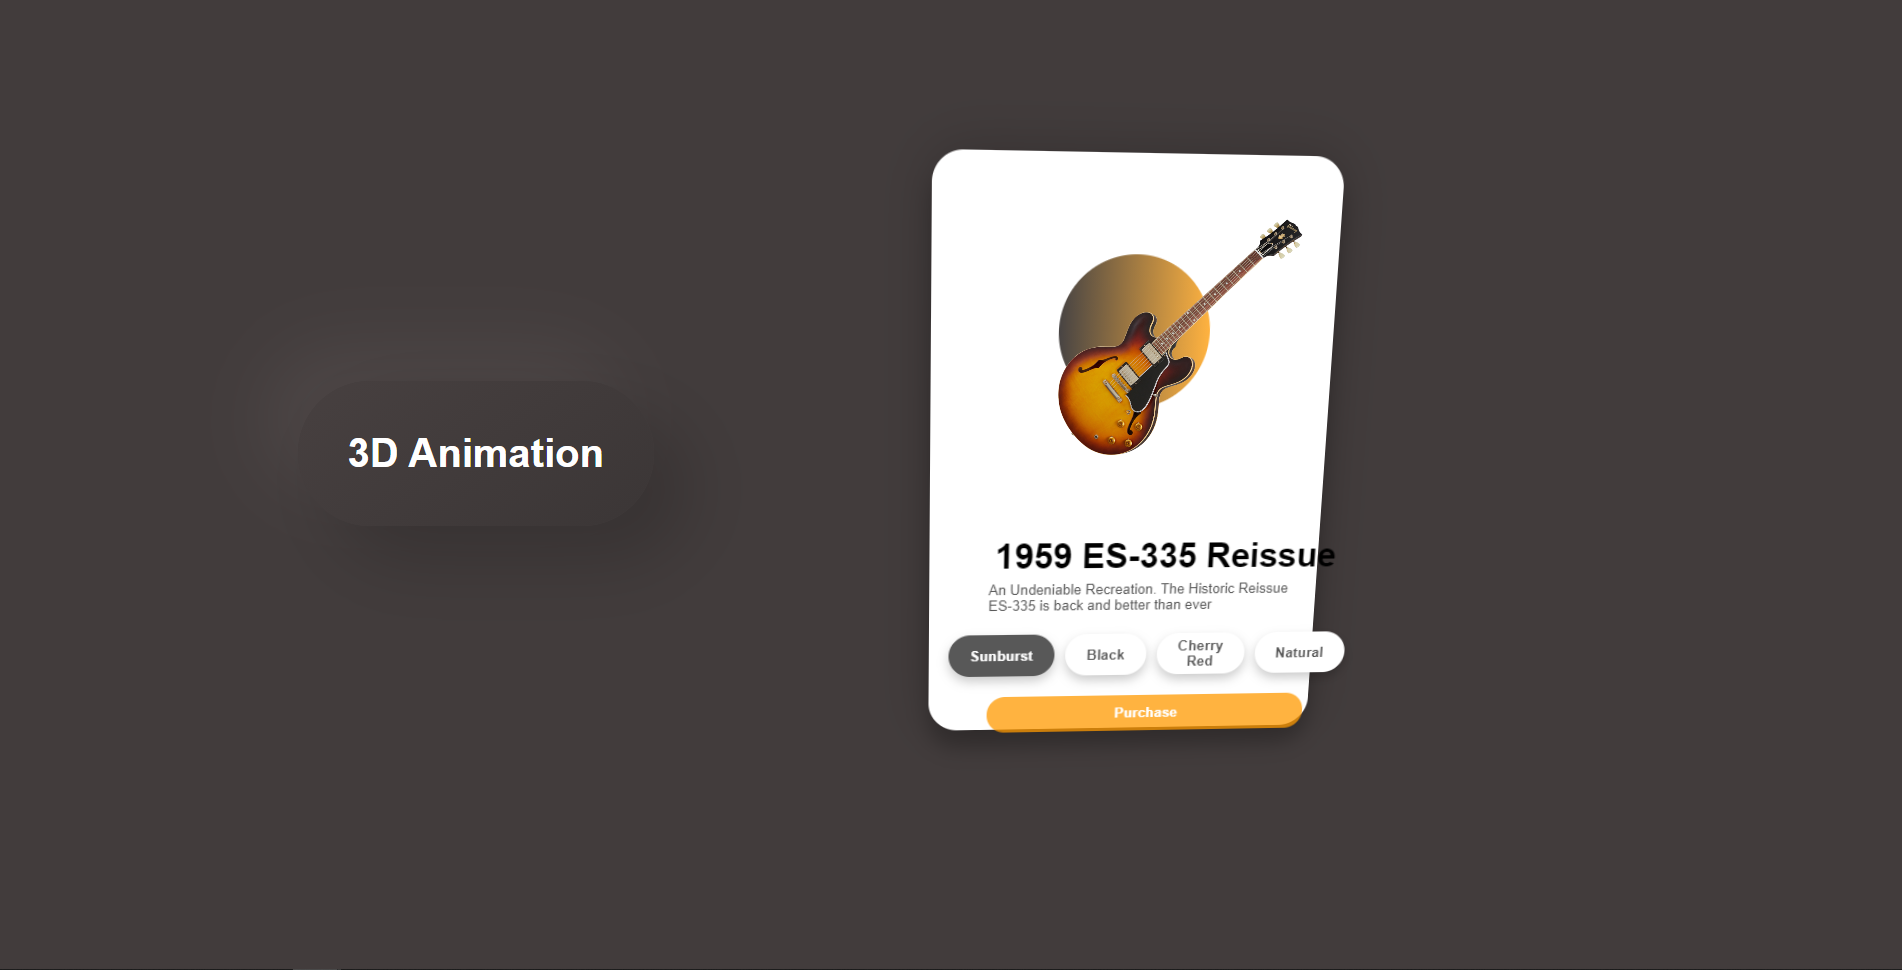 3D Animation
1959 ES-335 Reissue
An Undeniable Recreation. The Historic Reissue
ES-335 is back and better than ever
Sunburst
Black
Cherry
Red
Natural
Purchase